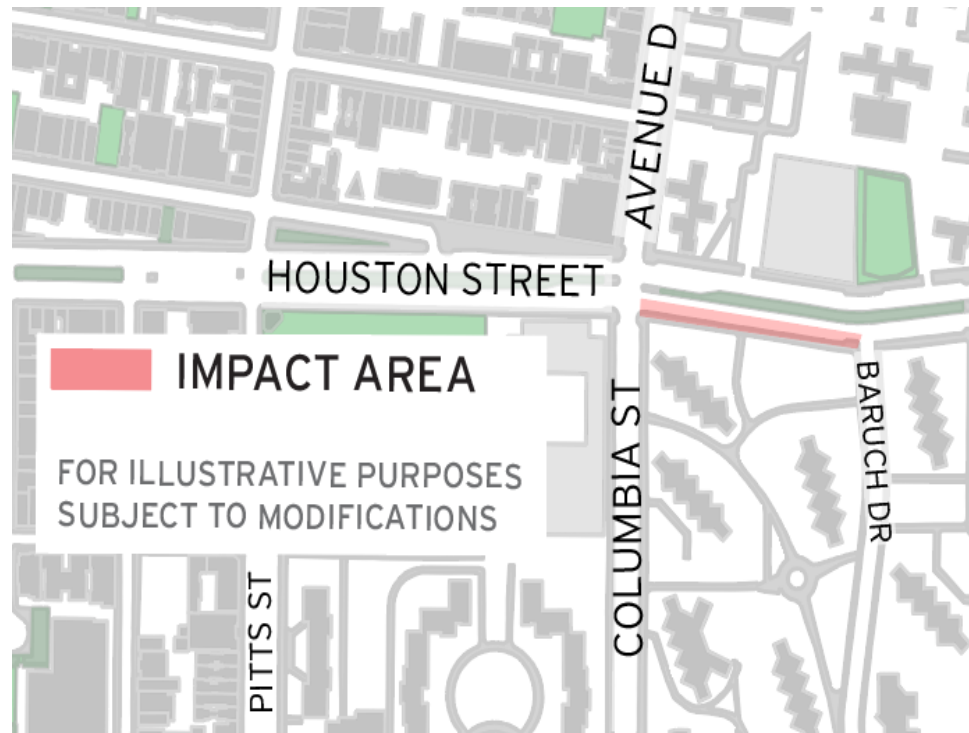 AVENUE D
HOUSTON STREET
IMPACT AREA
FOR ILLUSTRATIVE PURPOSES
SUBJECT TO MODIFICATIONS
COLUMBIA ST
BARUCH DR
PITTS ST